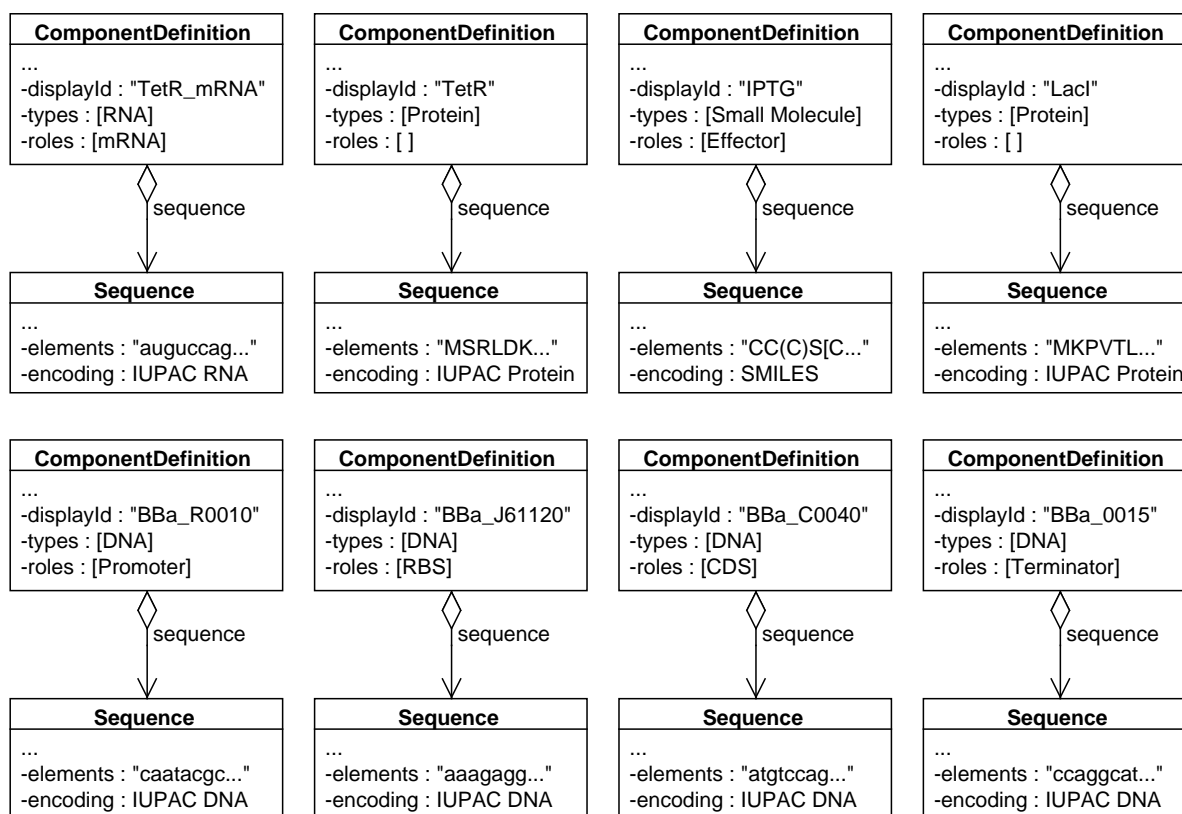 ComponentDefinition
...
-displayId : "TetR_mRNA"
-types : [RNA]
-roles : [mRNA]
sequence
Sequence
...
-elements : "auguccag..."
-encoding : IUPAC RNA
ComponentDefinition
...
-displayId : "TetR"
-types : [Protein]
-roles : [ ]
sequence
Sequence
...
-elements : "MSRLDK..."
-encoding : IUPAC Protein
ComponentDefinition
...
-displayId : "IPTG"
-types : [Small Molecule]
-roles : [Effector]
sequence
Sequence
...
-elements : "CC(C)S[C..."
-encoding : SMILES
ComponentDefinition
...
-displayId : "LacI"
-types : [Protein]
-roles : [ ]
sequence
Sequence
...
-elements : "MKPVTL..."
-encoding : IUPAC Protein
ComponentDefinition
...
-displayId : "BBa_R0010"
-types : [DNA]
-roles : [Promoter]
sequence
Sequence
...
-elements : "caatacgc..."
-encoding : IUPAC DNA
ComponentDefinition
...
-displayId : "BBa_J61120"
-types : [DNA]
-roles : [RBS]
sequence
Sequence
...
-elements : "aaagagg..."
-encoding : IUPAC DNA
ComponentDefinition
...
-displayId : "BBa_C0040"
-types : [DNA]
-roles : [CDS]
sequence
Sequence
...
-elements : "atgtccag..."
-encoding : IUPAC DNA
ComponentDefinition
...
-displayId : "BBa_0015"
-types : [DNA]
-roles : [Terminator]
sequence
Sequence
...
-elements : "ccaggcat..."
-encoding : IUPAC DNA